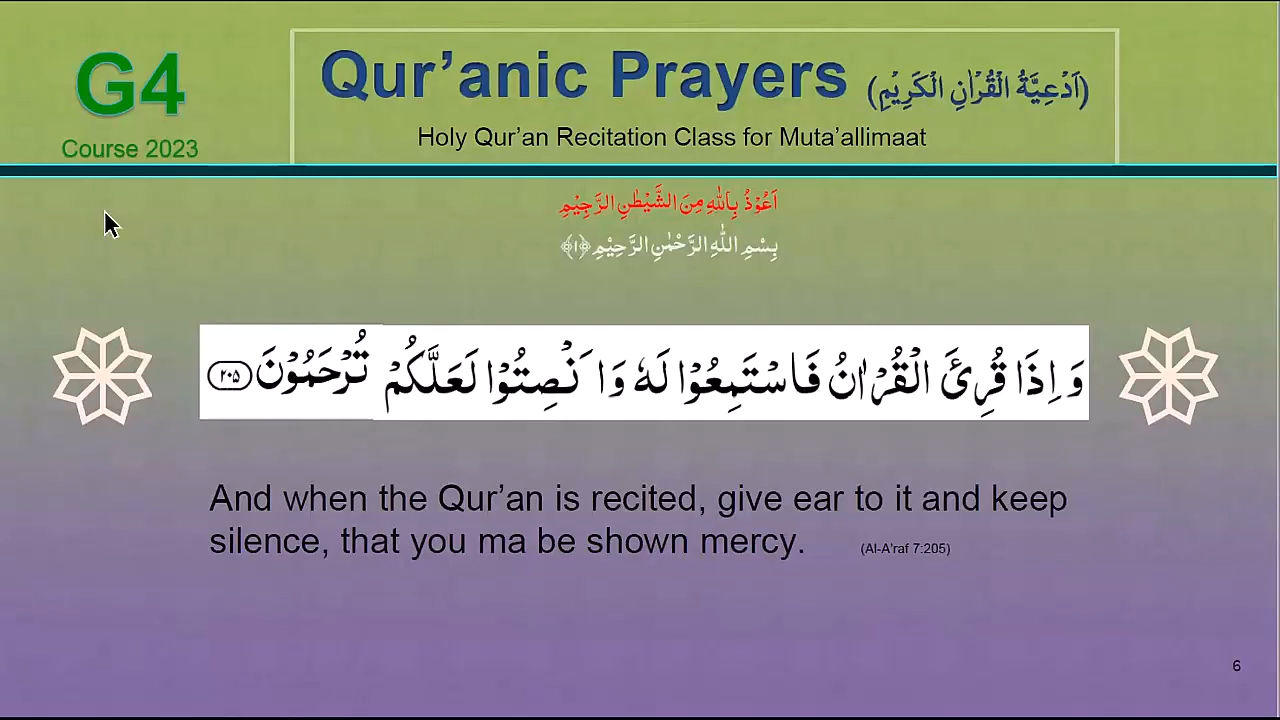 G4
Course 2023
Qur’anic Prayers (اَدْعِيَّةُ الْقُرْاٰنِ الْكَرِيْمِ)
Holy Qur’an Recitation Class for Muta’allimaat
اَعُوْذُ بِاللّٰهِ مِنَ الشَّيْطٰنِ الرَّجِيْمِ
بِسْمِ اللّٰهِ الرَّحْمٰنِ الرَّحِيْمِ ﴿۱﴾
وَ اِذَا قُرِئَ الْقُرْاٰنُ فَاسْتَمِعُوْا لَهٗ وَ اَنْصِتُوْا لَعَلَّكُمْ تُرْحَمُوْنَ ۲۰۵
And when the Qur’an is recited, give ear to it and keep
silence, that you ma be shown mercy. (Al-A’raf 7:205)
6